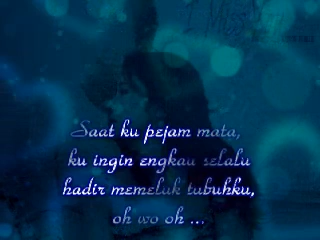 Saat ku pejam mata,
ku ingin engkau selalu
hadir memeluk tubuhku,
oh wo oh ...